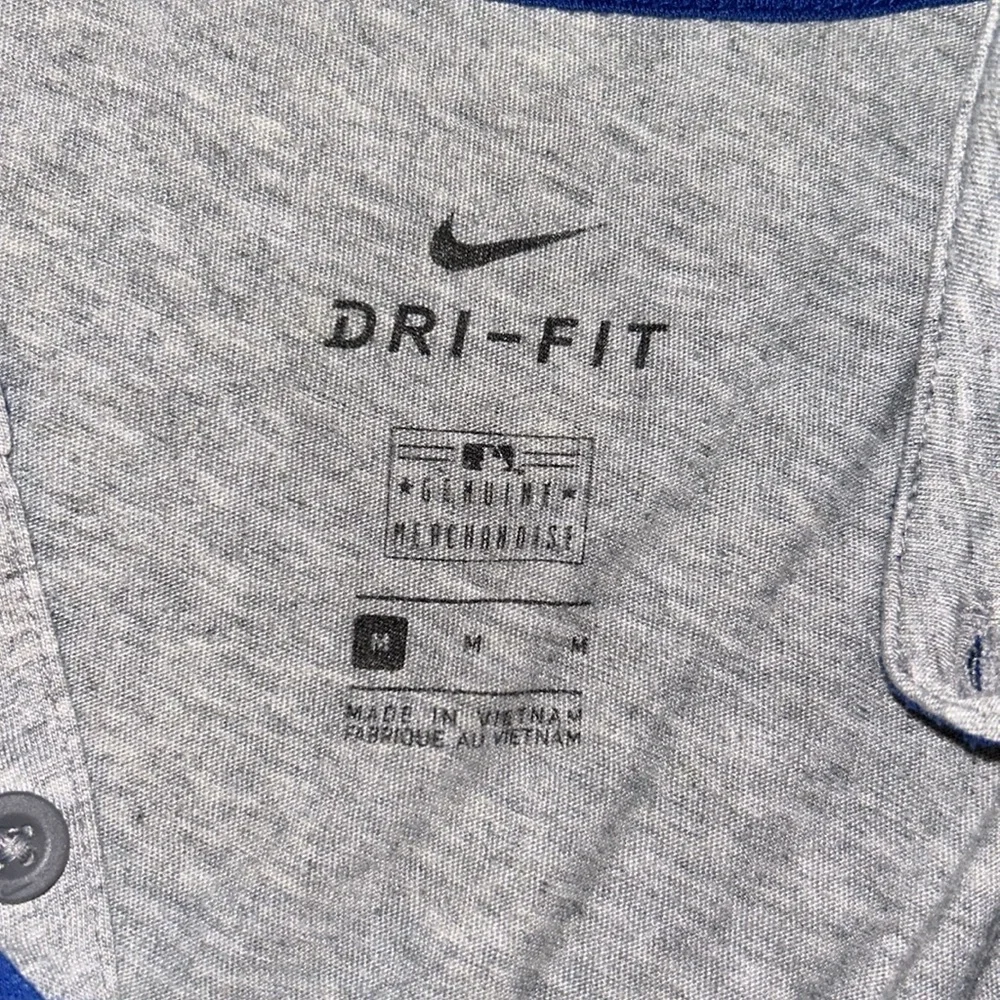 DRI-FIT
GENUINE
MERCHANDISE
M M M
MADE IN VIETNAM
FABRIQUE AU VIETNAM